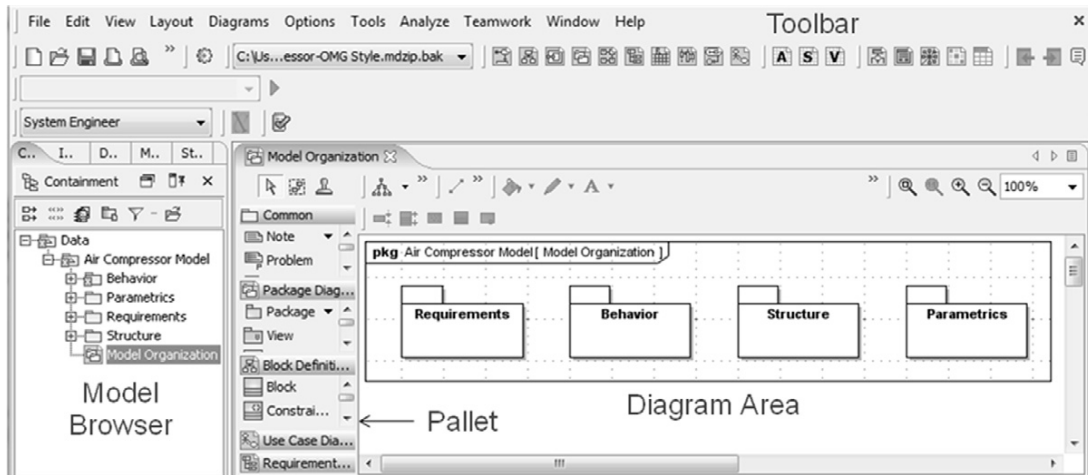 File Edit View Layout Diagrams Options Tools Analyze Teamwork Window Help
Toolbar
C:\Us...essor-OMG Style.mdzip.bak
A S V
System Engineer
C.. I.. D.. M.. St..
Containment
Data
Air Compressor Model
Behavior
Parametrics
Requirements
Structure
Model Organization
Model
Browser
Model Organization
A
100%
Common
Note
Problem
Package Diag...
Package
View
Block Definiti...
Block
Constrai...
Use Case Dia...
Requirement...
Pallet
pkg Air Compressor Model[ Model Organization ]
Requirements Behavior Structure Parametrics
Diagram Area